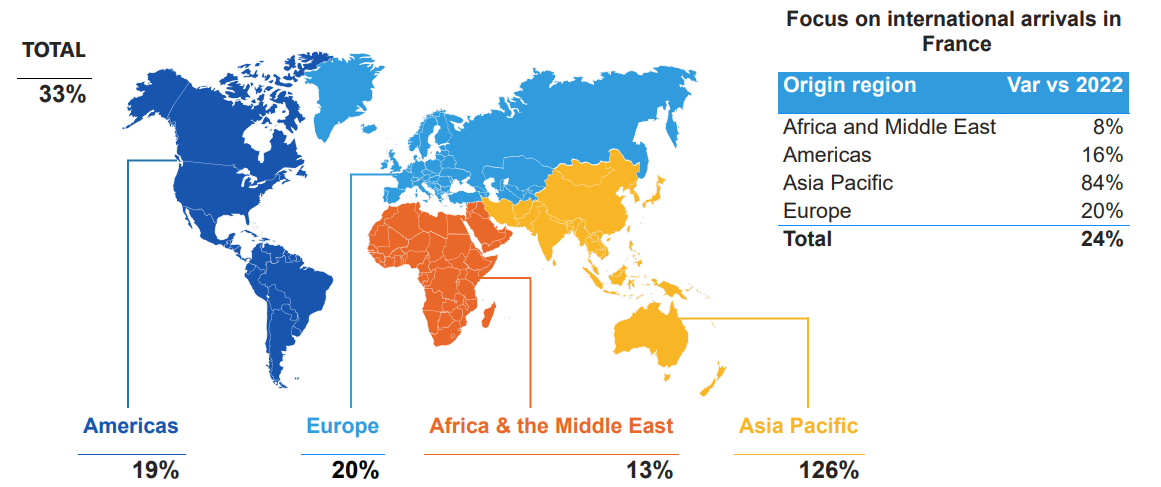 Focus on international arrivals in
France
TOTAL
33%
Origin region Var vs 2022
Africa and Middle East 8%
Americas 16%
Asia Pacific 84%
Europe 20%
Total 24%
Americas Europe Africa & the Middle East Asia Pacific
19% 20% 13% 126%